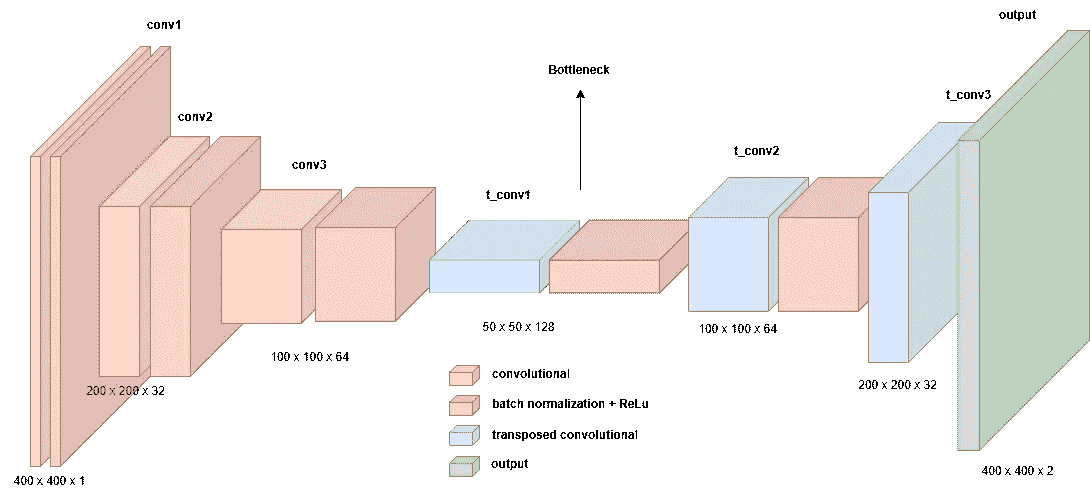 output
conv1
Bottleneck
t_conv3
conv2
t_conv2
conv3
t_conv1
50 x 50 x 128
100 x 100 x 64
100 x 100 x 64
convolutional
200 x 200 x 32
200 x 200 x 32
batch normalization + ReLu
transposed convolutional
output
400 x 400 x 2
400 x 400 x 1